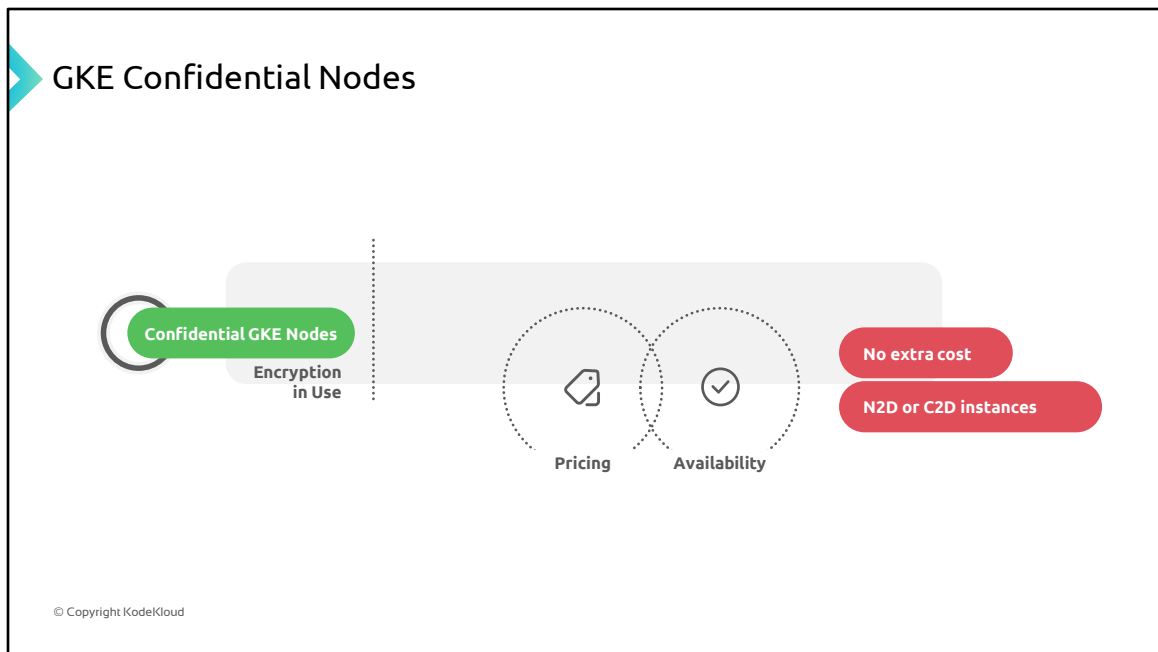 GKE Confidential Nodes
Confidential GKE Nodes
Encryption
in Use
Pricing
Availability
No extra cost
N2D or C2D instances
© Copyright KodeKloud